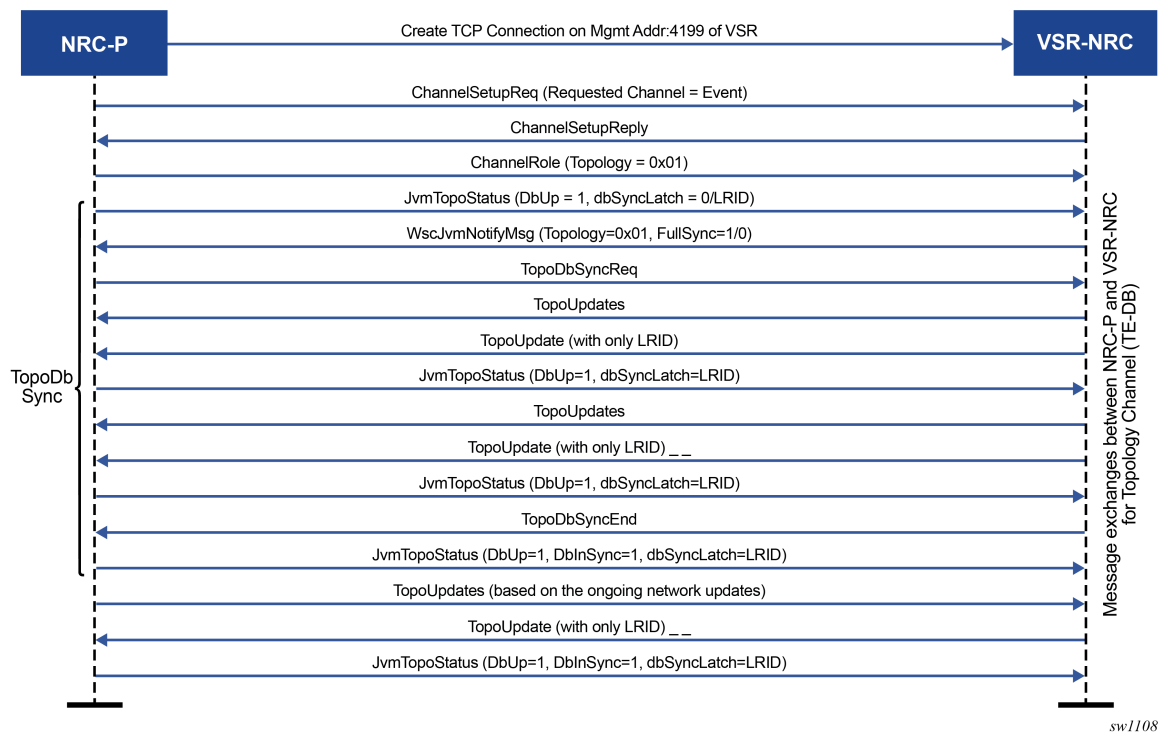 NRC-P
Create TCP Connection on Mgmt Addr:4199 of VSR
VSR-NRC
ChannelSetupReq (Requested Channel = Event)
ChannelSetupReply
ChannelRole (Topology = 0x01)
JvmTopoStatus (DbUp = 1, dbSyncLatch = 0/LRID)
WscJvmNotifyMsg (Topology=0x01, FullSync=1/0)
TopoDbSyncReq
TopoUpdates
TopoUpdate (with only LRID)
JvmTopoStatus (DbUp=1, dbSyncLatch=LRID)
TopoUpdates
TopoUpdate (with only LRID) _ _
JvmTopoStatus (DbUp=1, dbSyncLatch=LRID)
TopoDbSyncEnd
JvmTopoStatus (DbUp=1, DbInSync=1, dbSyncLatch=LRID)
TopoUpdates (based on the ongoing network updates)
TopoUpdate (with only LRID) _ _
JvmTopoStatus (DbUp=1, DbInSync=1, dbSyncLatch=LRID)
TopoDb
Sync
Message exchanges between NRC-P and VSR-NRC
for Topology Channel (TE-DB)
sw1108